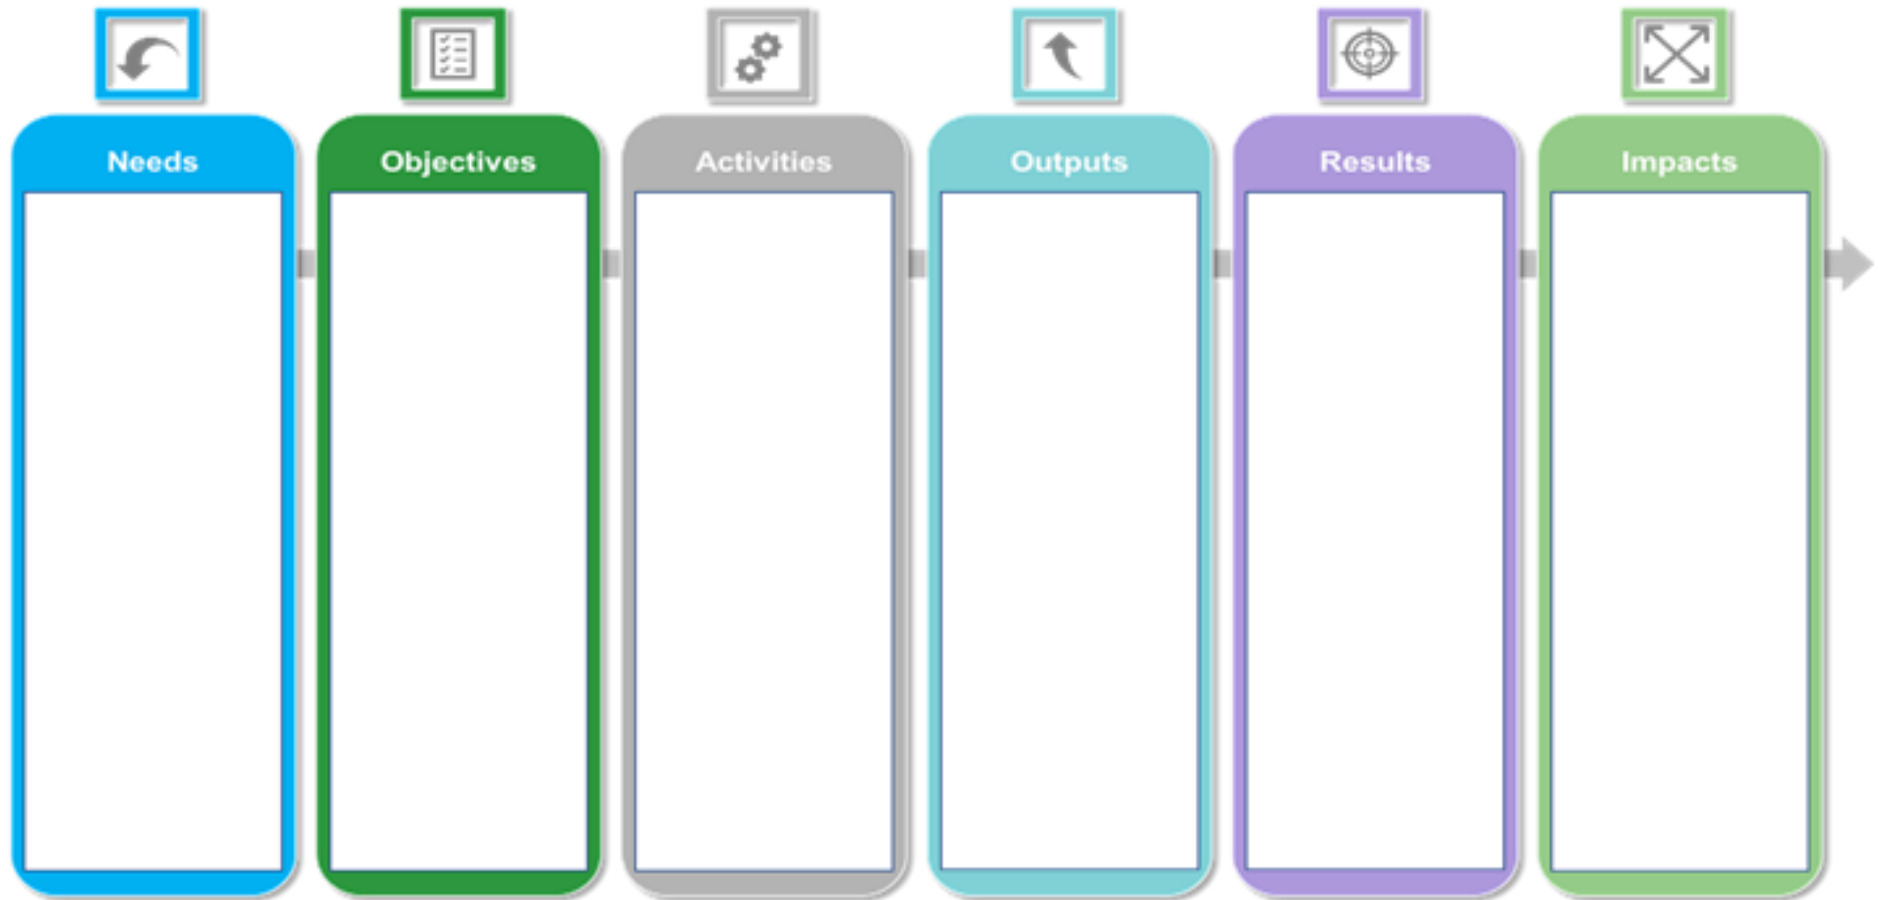 Needs
Objectives
Activities
Outputs
Results
Impacts